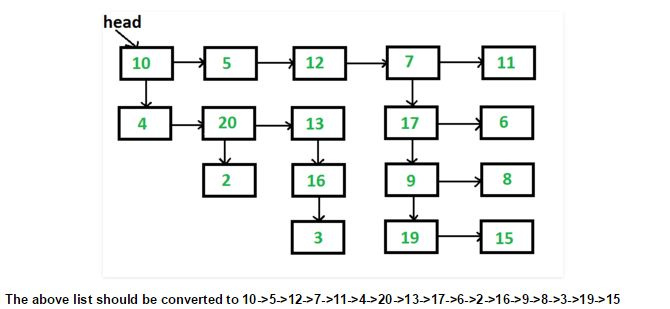 head
10 5 12 7 11
4 20 13 17 6
2 16 9 8
3 19 15
The above list should be converted to 10->5->12->7->11->4->20->13->17->6->2->16->9->8->3->19->15